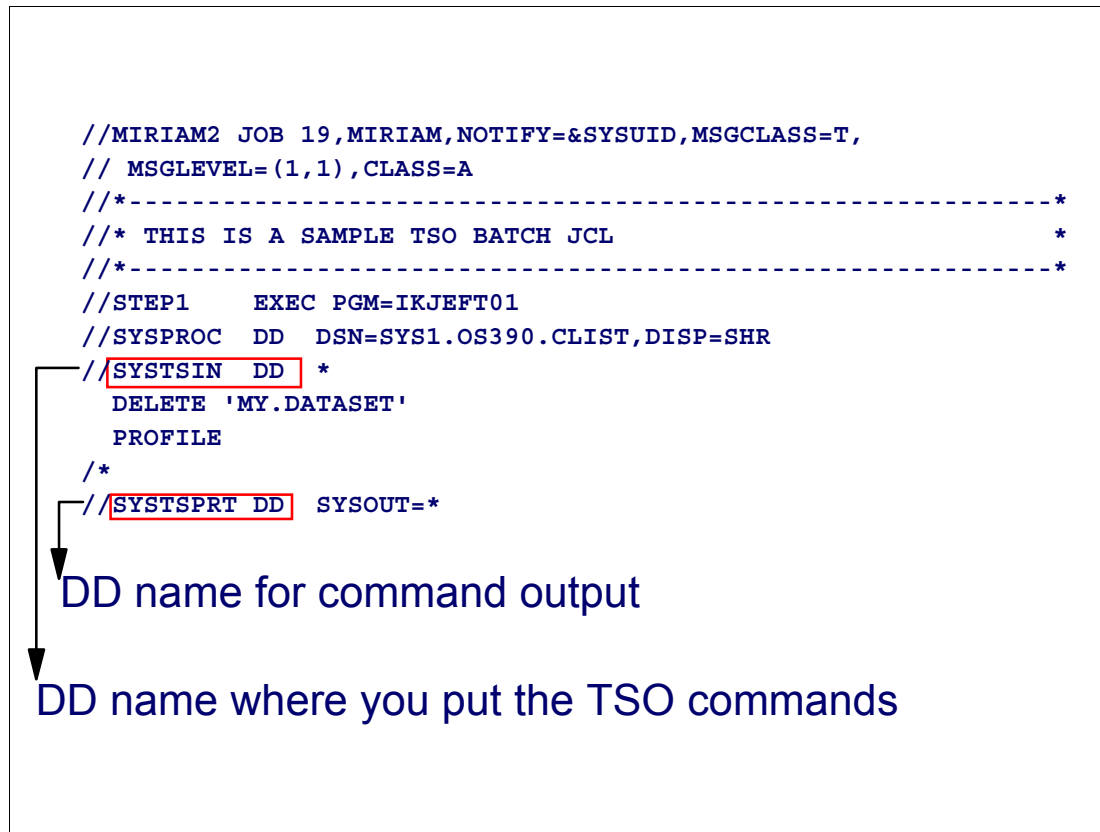 //MIRIAM2 JOB 19,MIRIAM,NOTIFY=&SYSUID,MSGCLASS=T,
// MSGLEVEL=(1,1),CLASS=A
//*-----------------------------------------------------------*
//* THIS IS A SAMPLE TSO BATCH JCL                            *
//*-----------------------------------------------------------*
//STEP1    EXEC PGM=IKJEFT01
//SYSPROC  DD  DSN=SYS1.OS390.CLIST,DISP=SHR
//SYSTSIN  DD  *
  DELETE 'MY.DATASET'
  PROFILE
/*
//SYSTSPRT DD  SYSOUT=*
DD name for command output
DD name where you put the TSO commands